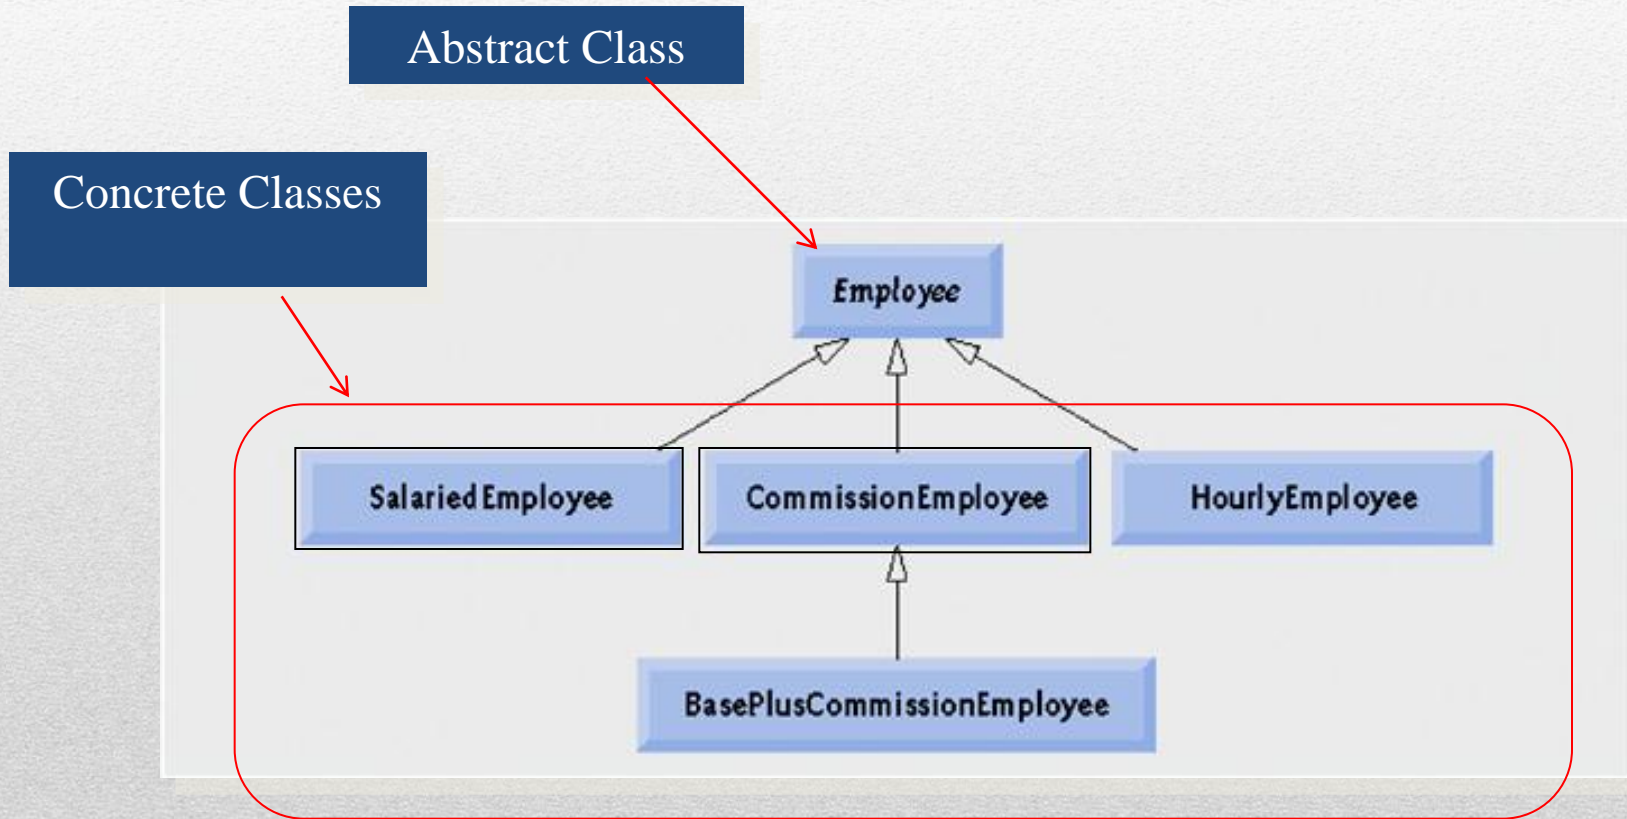 Abstract Class
Concrete Classes
Employee
SalariedEmployee
CommissionEmployee
HourlyEmployee
BasePlusCommissionEmployee